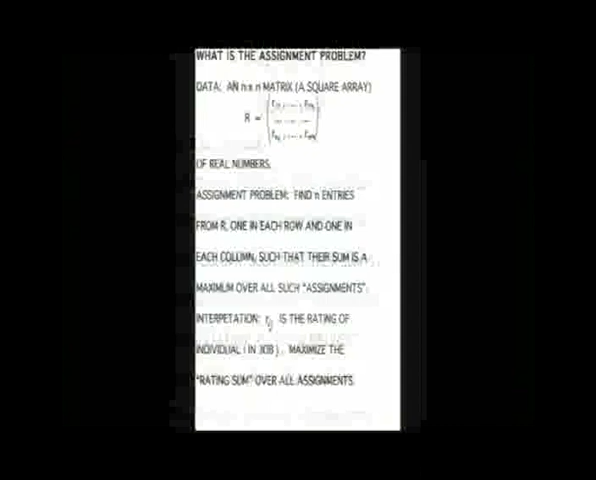 WHAT IS THE ASSIGNMENT PROBLEM?
DATA: AN n x n MATRIX (A SQUARE ARRAY)
R =
OF REAL NUMBERS.
ASSIGNMENT PROBLEM: FIND n ENTRIES
FROM R, ONE IN EACH ROW AND ONE IN
EACH COLUMN, SUCH THAT THEIR SUM IS A
MAXIMUM OVER ALL SUCH "ASSIGNMENTS".
INTERPETATION: rij IS THE RATING OF
INDIVIDUAL i IN JOB j. MAXIMIZE THE
"RATING SUM" OVER ALL ASSIGNMENTS.